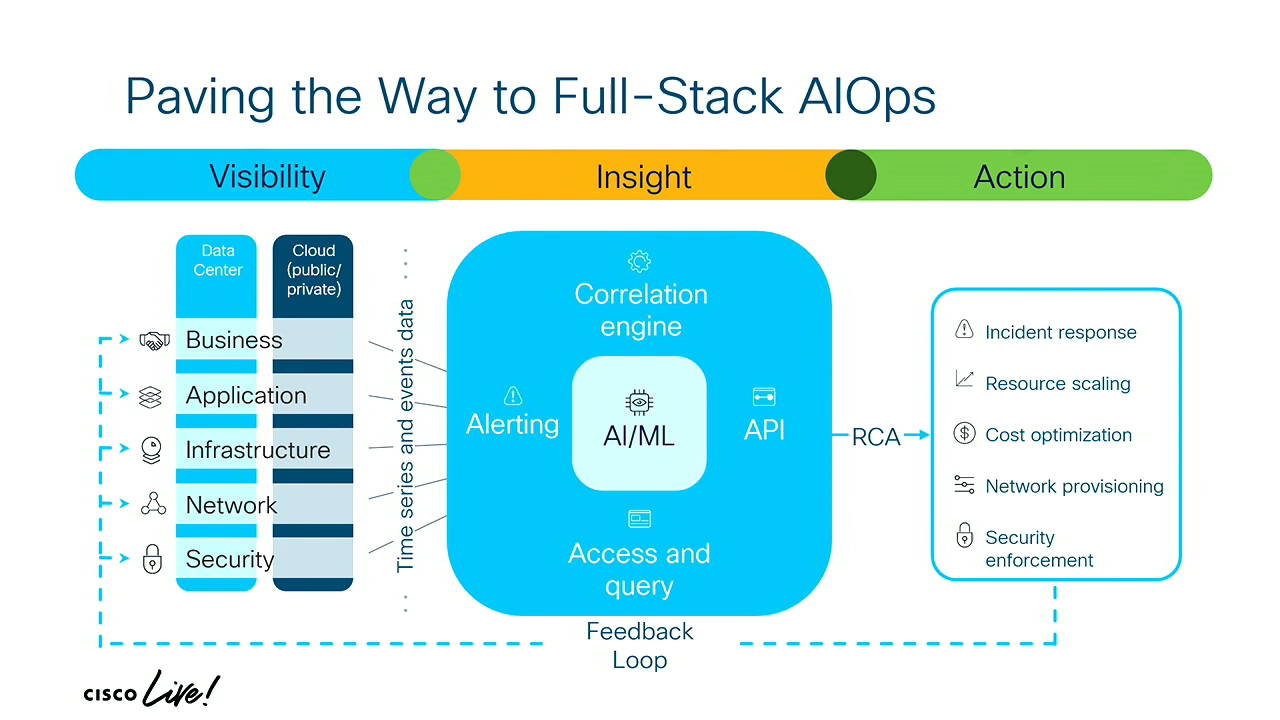 Paving the Way to Full-Stack AIOps
Visibility
Insight
Action
Data
Center
Cloud
(public/
private)
Business
Application
Infrastructure
Network
Security
Time series and events data
Correlation
engine
Alerting
AI/ML
API
Access and
query
RCA
Incident response
Resource scaling
Cost optimization
Network provisioning
Security
enforcement
Feedback
Loop
CISCO Live!